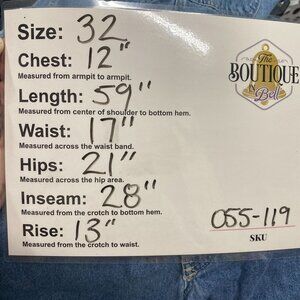 Size: 32
Chest: 12"
Measured from armpit to armpit.
Length: 59"
Measured from center of shoulder to bottom hem.
Waist: 17"
Measured across the waist band.
Hips: 21"
Measured across the hip area.
Inseam: 28"
Measured from the crotch to bottom hem.
Rise: 13"
Measured from the crotch to waist.
The
BOUTIQUE
Bell
055-119
SKU